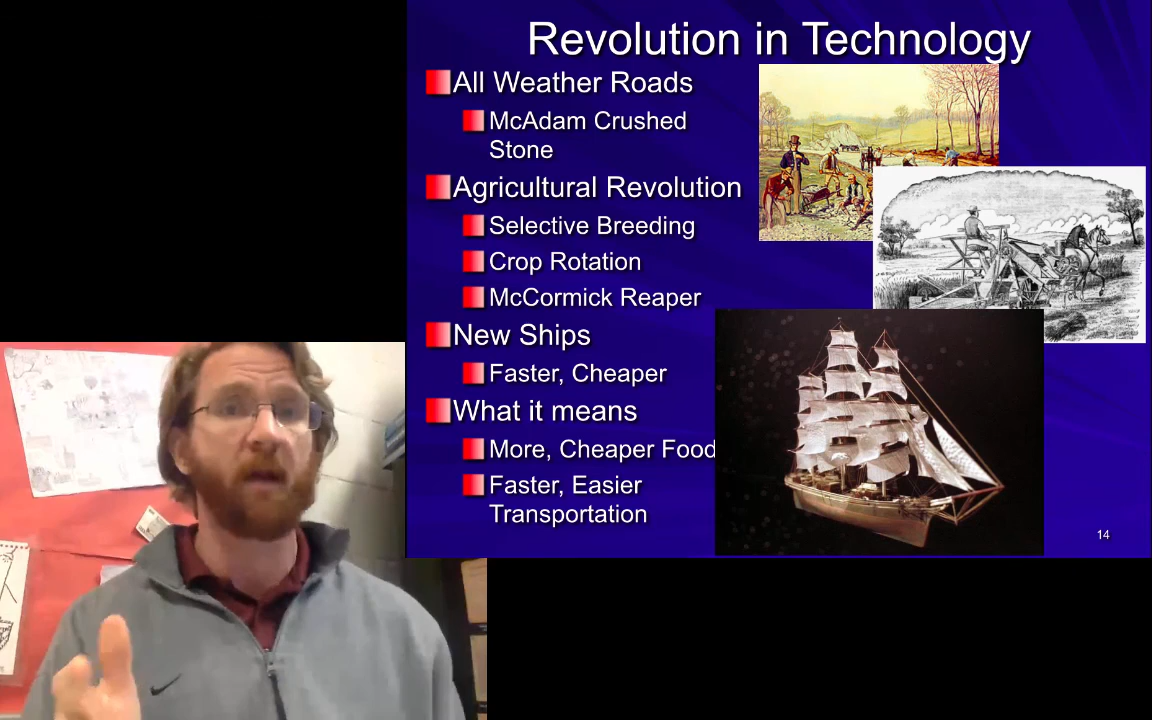 Revolution in Technology
All Weather Roads
McAdam Crushed
Stone
Agricultural Revolution
Selective Breeding
Crop Rotation
McCormick Reaper
New Ships
Faster, Cheaper
What it means
More, Cheaper Food
Faster, Easier
Transportation
14